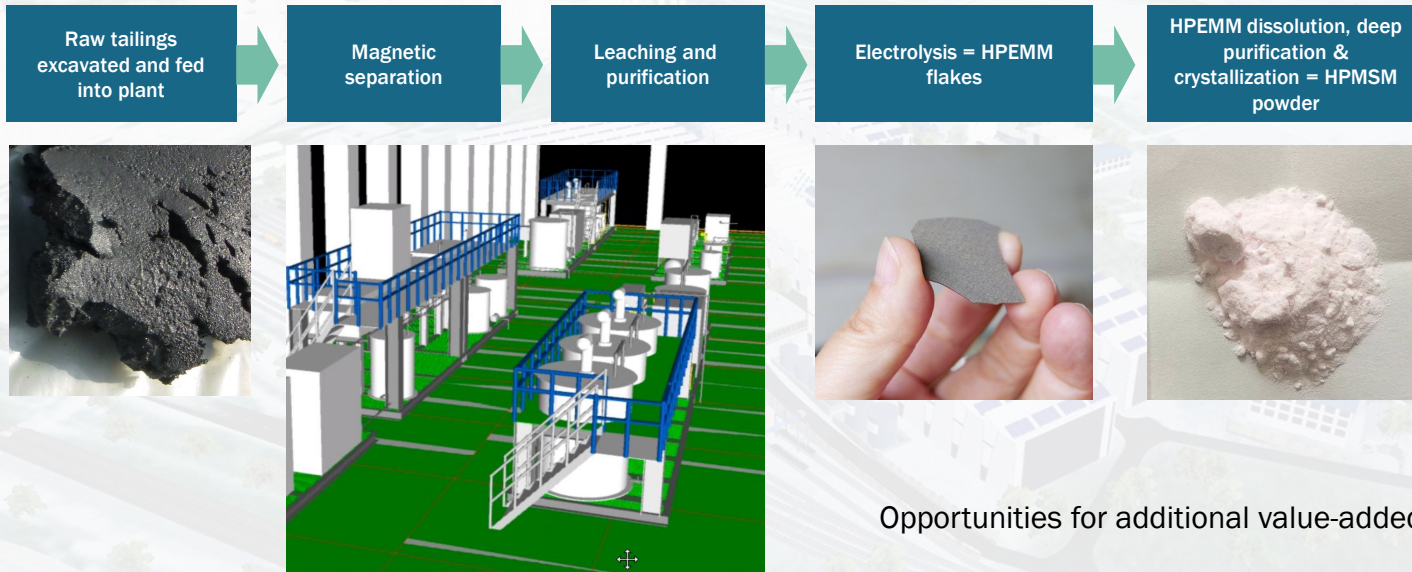 Raw tailings
excavated and fed
into plant
Magnetic
separation
Leaching and
purification
Electrolysis = HPEMM
flakes
HPEMM dissolution, deep
purification &
crystallization = HPMSM
powder
Opportunities for additional value-added